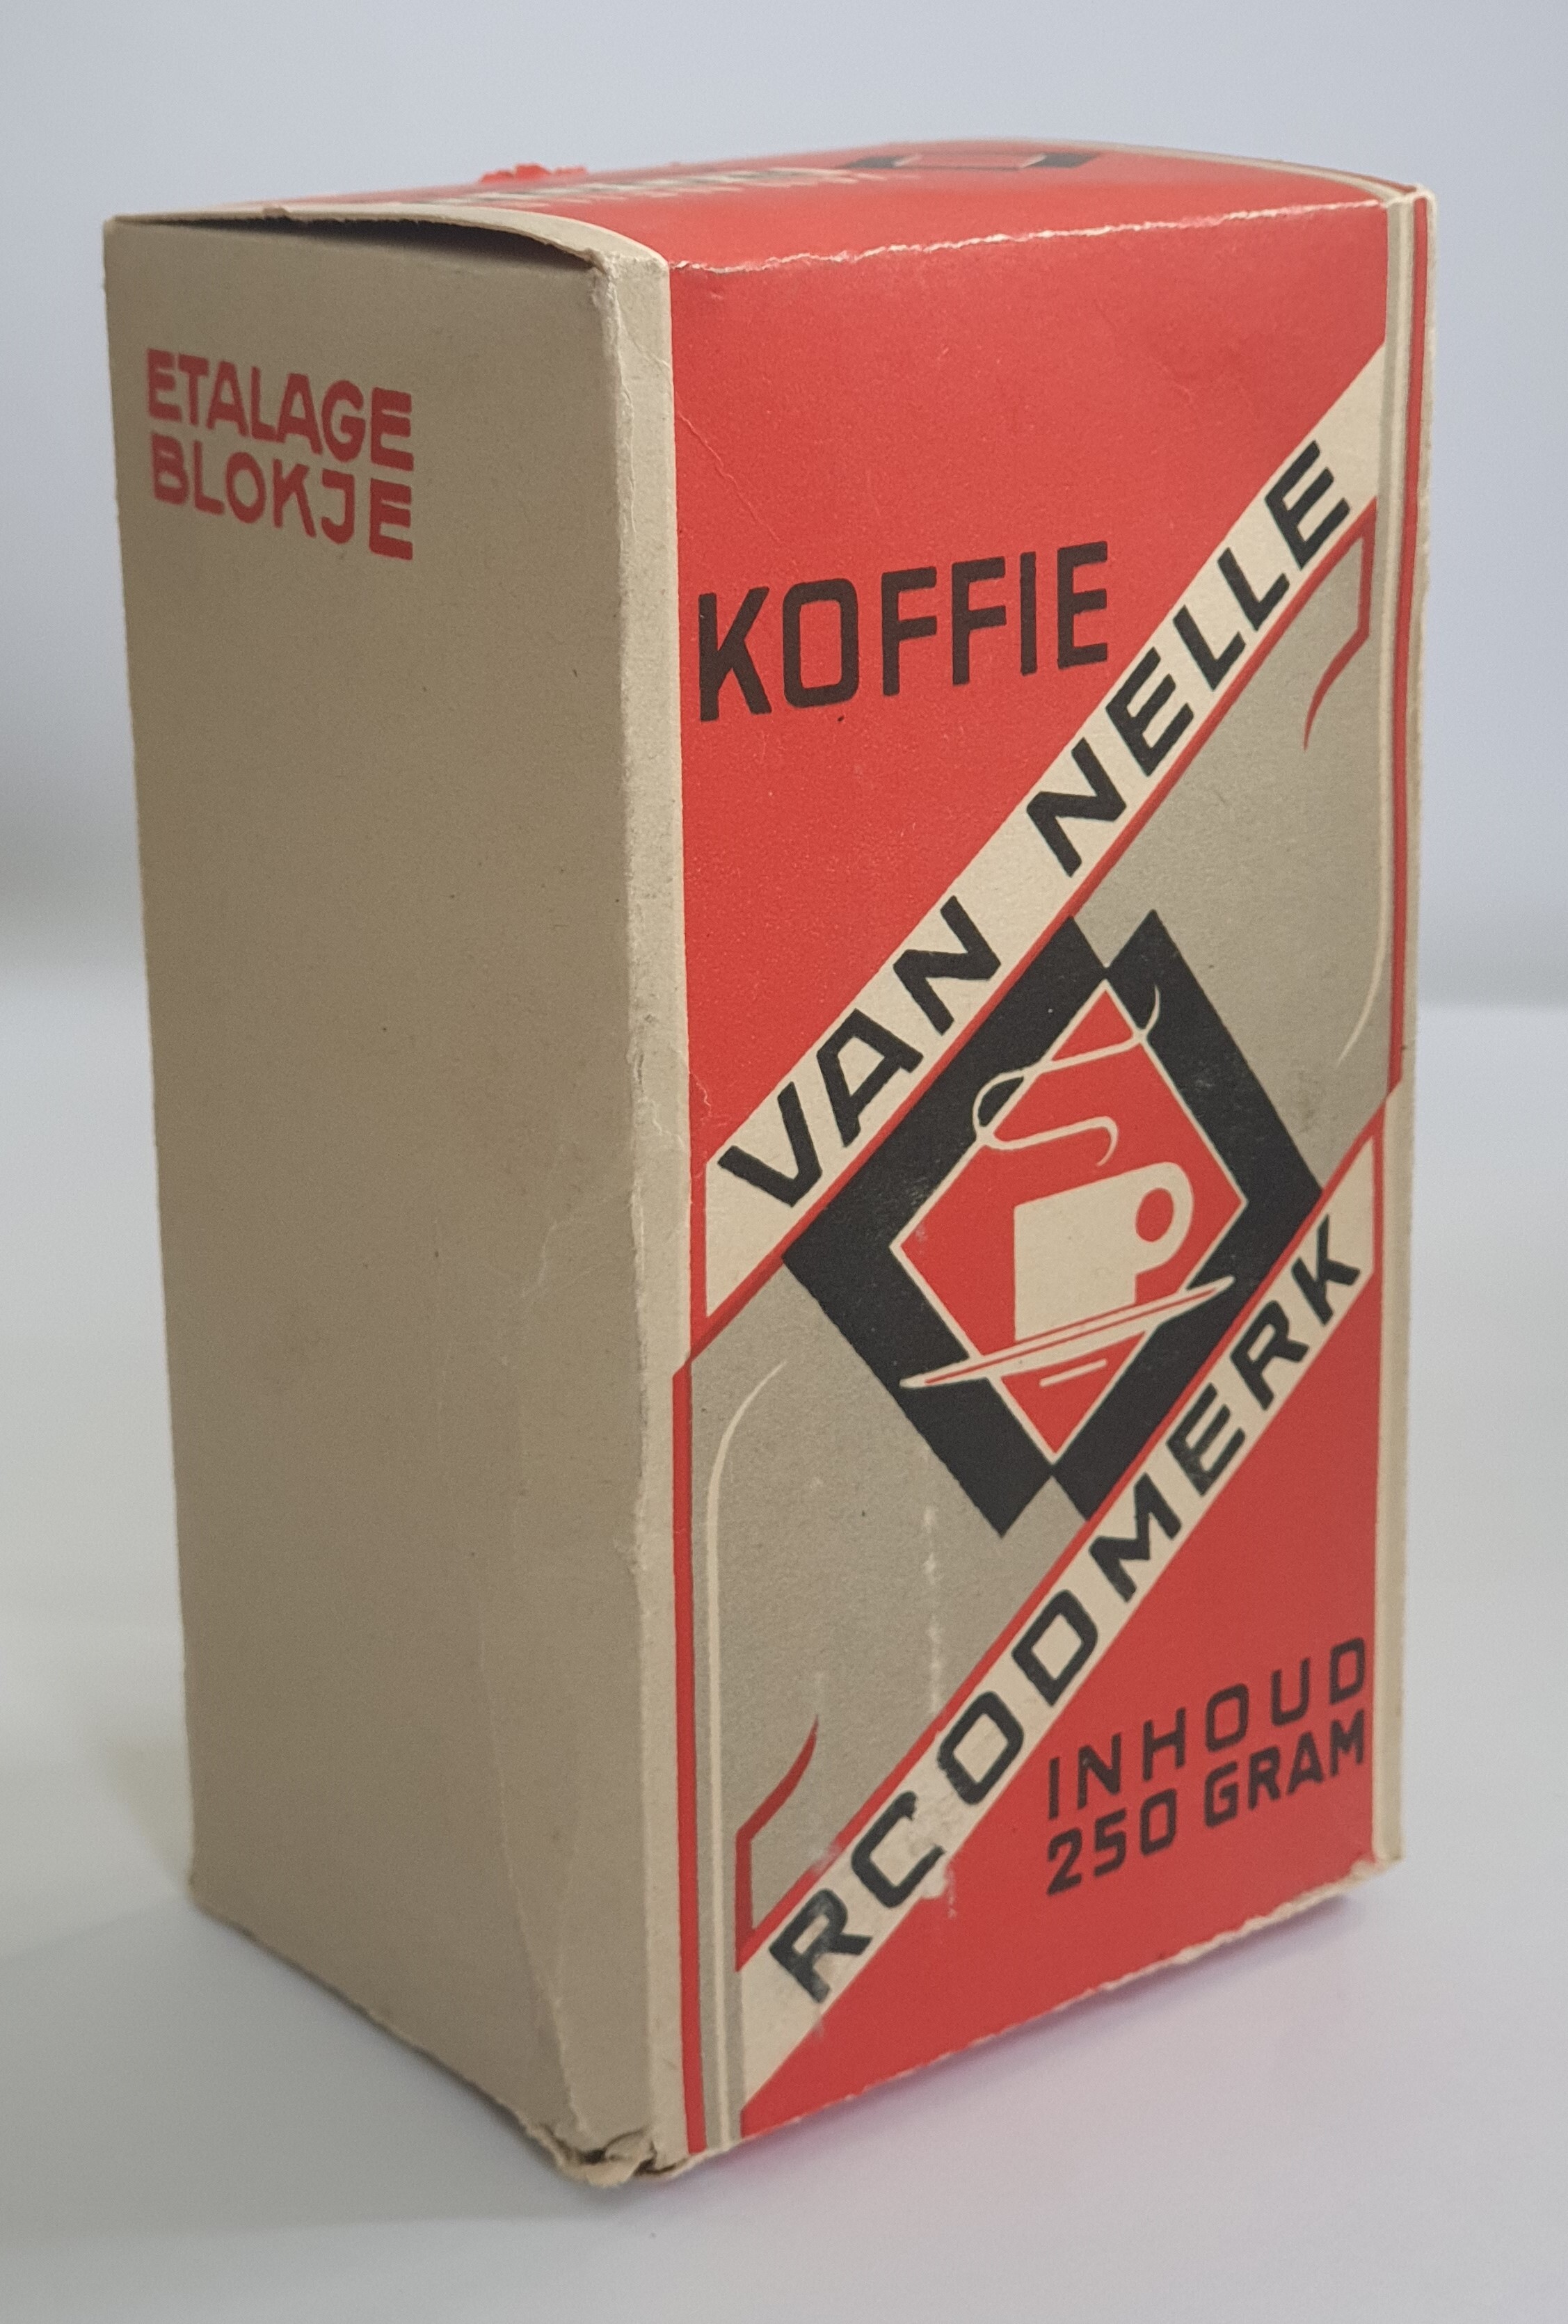 ETALAGE
BLOKJE
KOFFIE
VAN NELLE
RCODMERK
INHOUD
250 GRAM